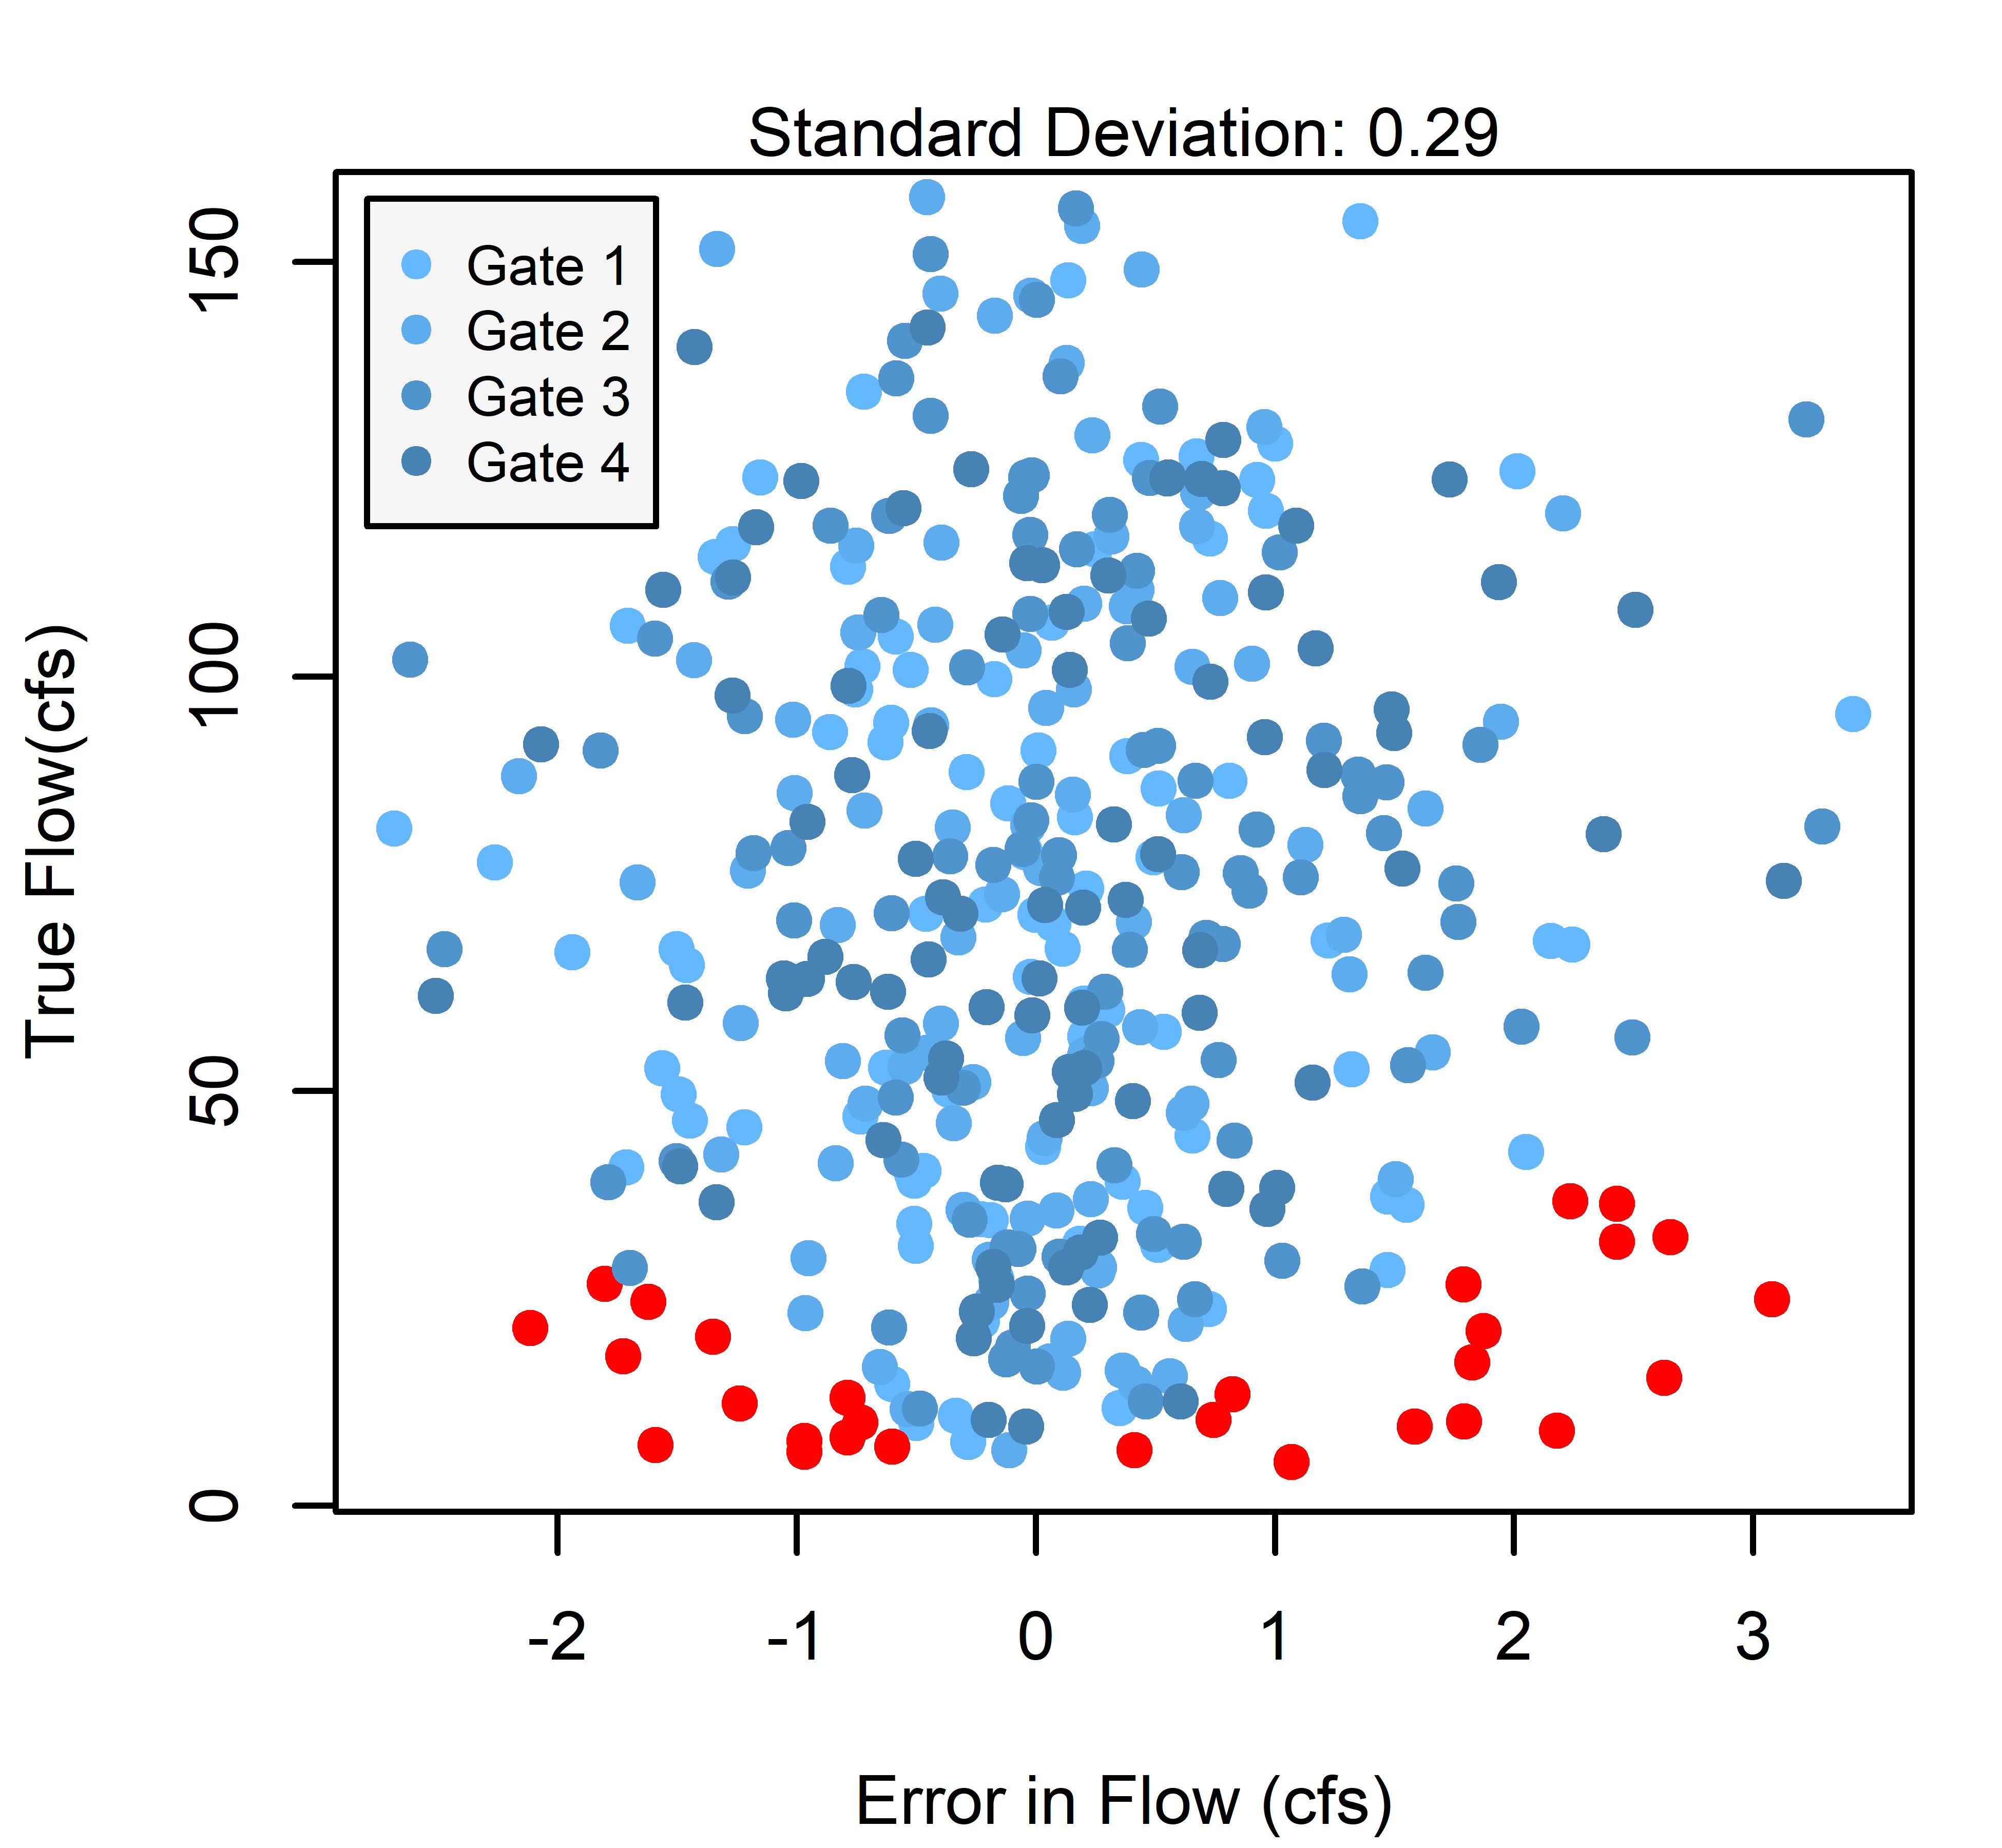 Standard Deviation: 0.29
Gate 1
Gate 2
Gate 3
Gate 4
True Flow(cfs)
150
100
50
0
-2 -1 0 1 2 3
Error in Flow (cfs)